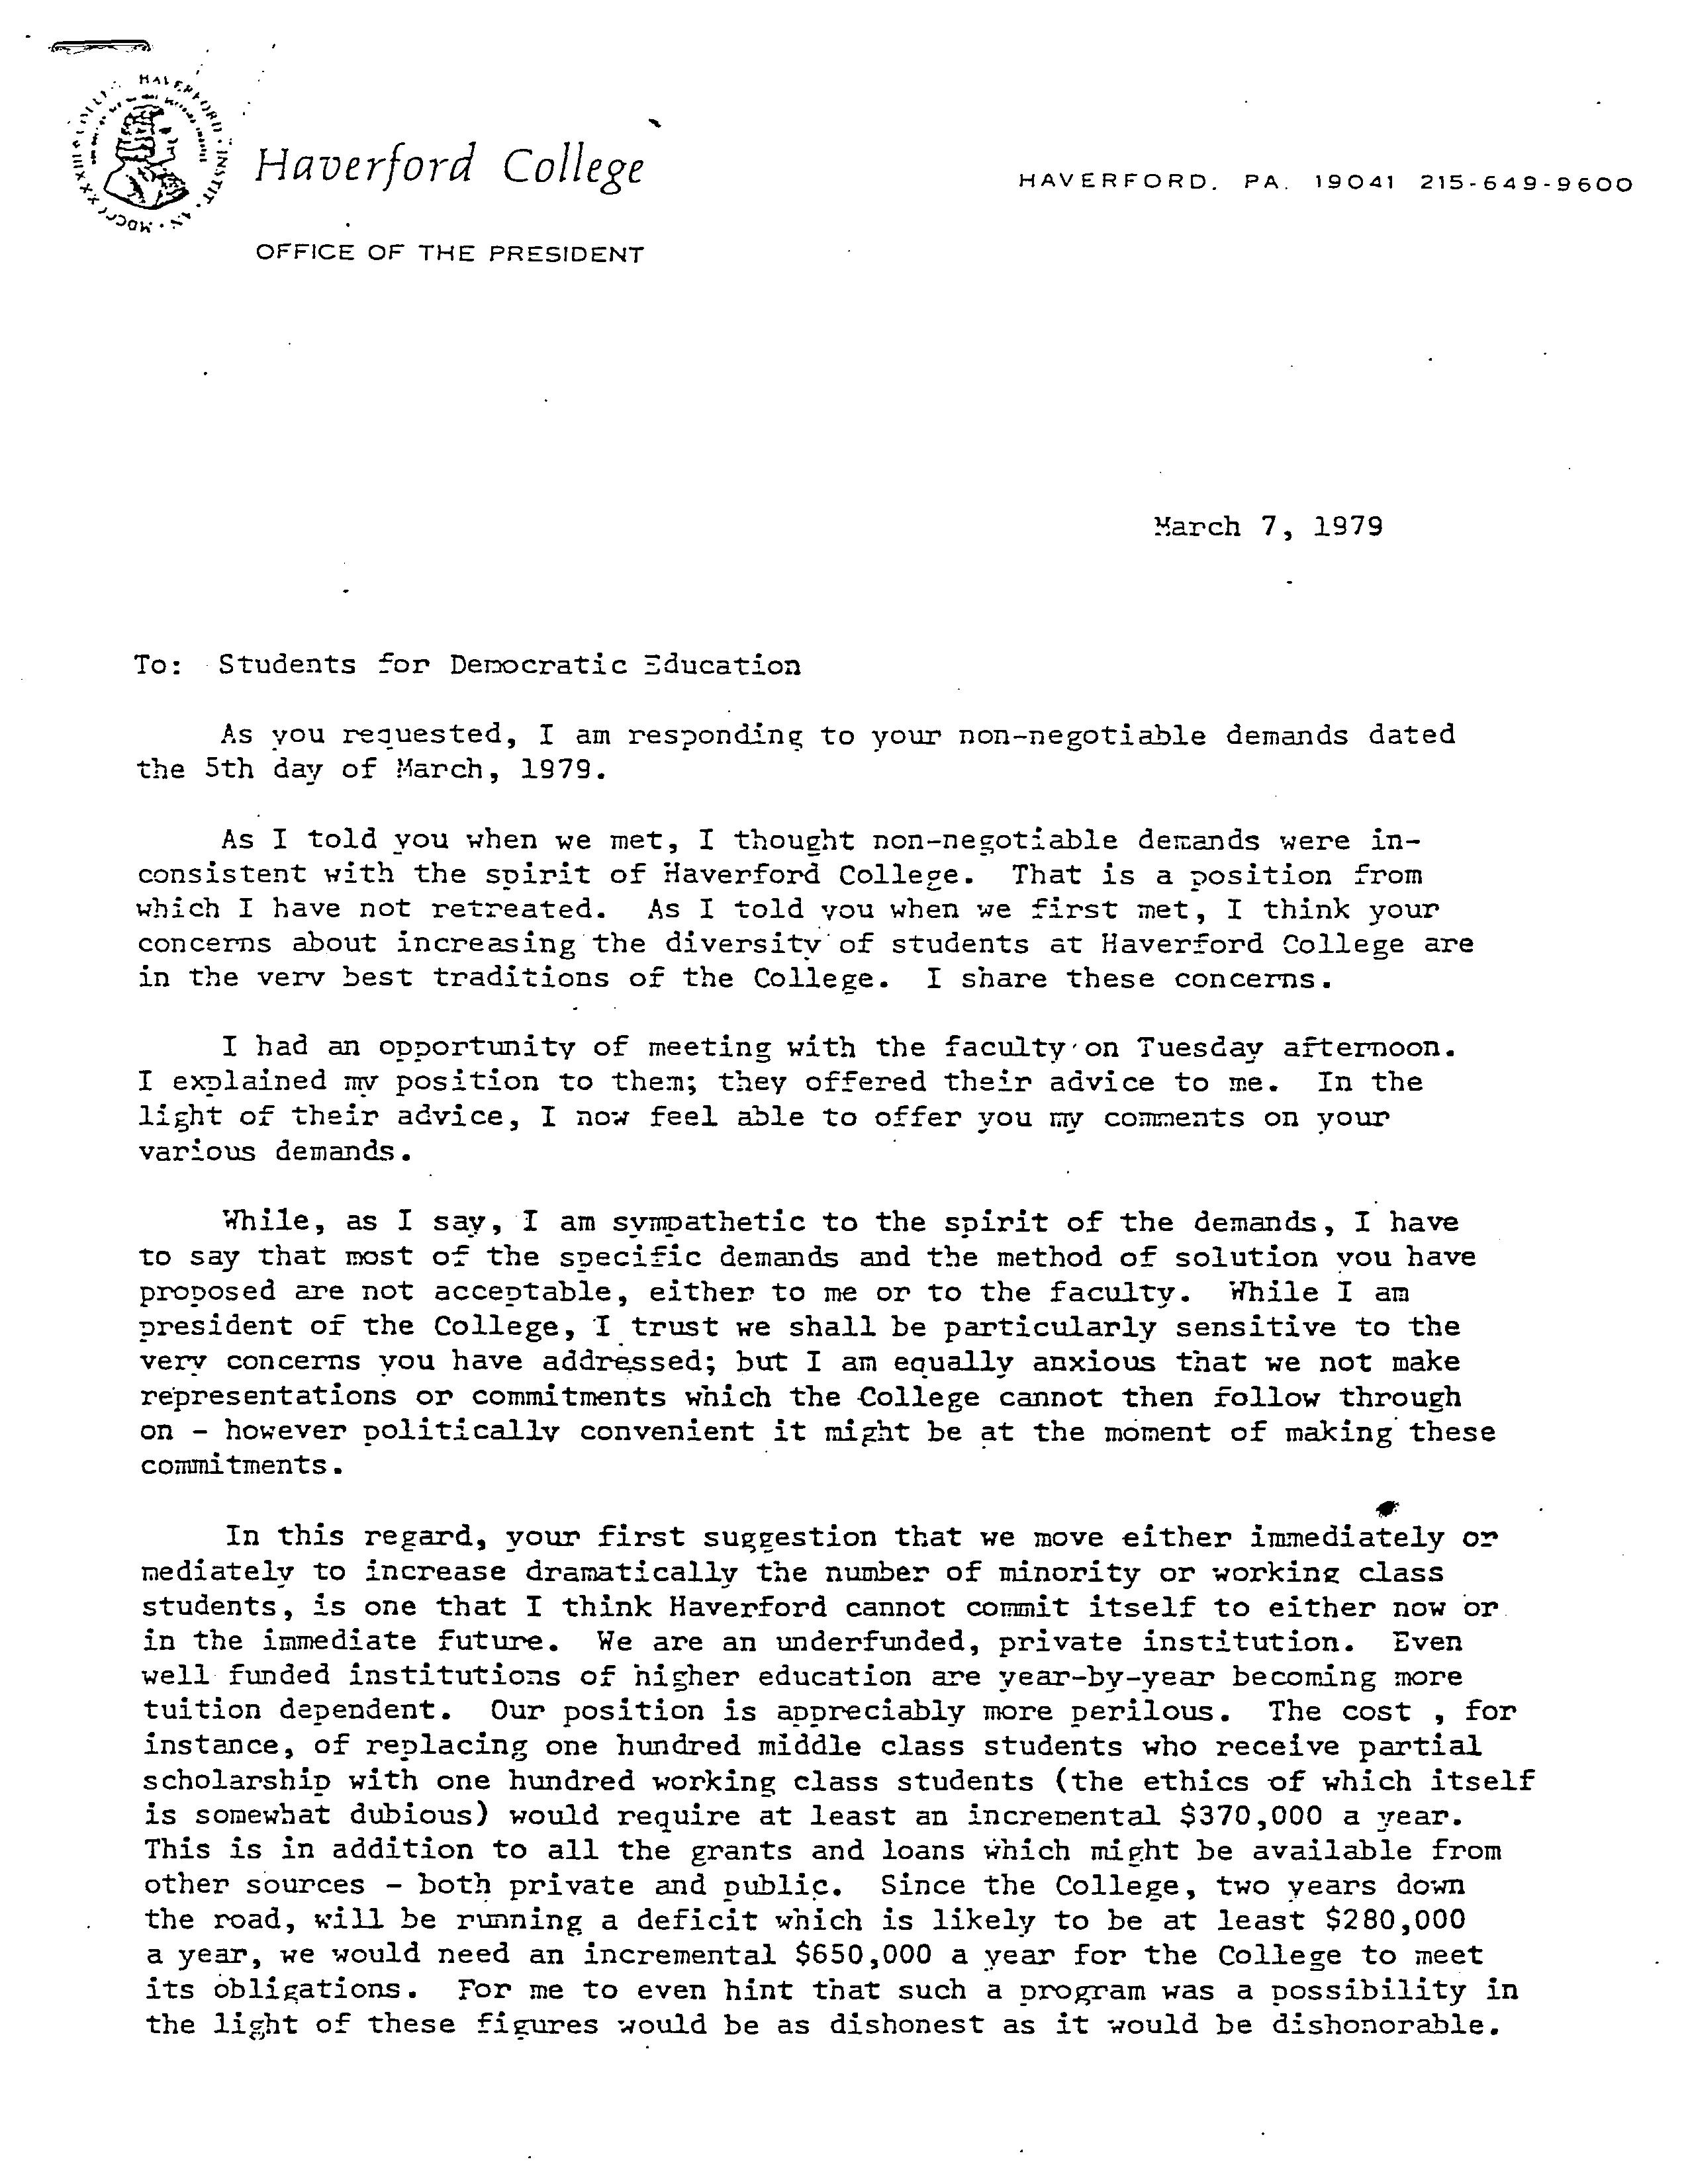 Haverford College
HAVERFORD, PA. 19041 215-649-9600
OFFICE OF THE PRESIDENT
March 7, 1979
To: Students for Democratic Education
As you requested, I am responding to your non-negotiable demands dated
the 5th day of March, 1979.
As I told you when we met, I thought non-negotiable demands were in-
consistent with the spirit of Haverford College. That is a position from
which I have not retreated. As I told you when we first met, I think your
concerns about increasing the diversity of students at Haverford College are
in the very best traditions of the College. I share these concerns.
I had an opportunity of meeting with the faculty on Tuesday afternoon.
I explained my position to them; they offered their advice to me. In the
light of their advice, I now feel able to offer you my comments on your
various demands.
While, as I say, I am sympathetic to the spirit of the demands, I have
to say that most of the specific demands and the method of solution you have
proposed are not acceptable, either to me or to the faculty. While I am
president of the College, I trust we shall be particularly sensitive to the
very concerns you have addressed; but I am equally anxious that we not make
representations or commitments which the College cannot then follow through
on - however politically convenient it might be at the moment of making these
commitments.
In this regard, your first suggestion that we move either immediately or
mediately to increase dramatically the number of minority or working class
students, is one that I think Haverford cannot commit itself to either now or
in the immediate future. We are an underfunded, private institution. Even
well funded institutions of higher education are year-by-year becoming more
tuition dependent. Our position is appreciably more perilous. The cost , for
instance, of replacing one hundred middle class students who receive partial
scholarship with one hundred working class students (the ethics of which itself
is somewhat dubious) would require at least an incremental $370,000 a year.
This is in addition to all the grants and loans which might be available from
other sources - both private and public. Since the College, two years down
the road, will be running a deficit which is likely to be at least $280,000
a year, we would need an incremental $650,000 a year for the College to meet
its obligations. For me to even hint that such a program was a possibility in
the light of these figures would be as dishonest as it would be dishonorable.